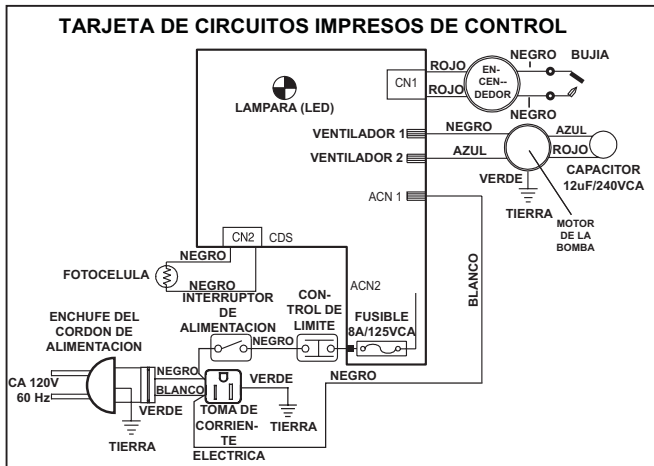 TARJETA DE CIRCUITOS IMPRESOS DE CONTROL
LAMPARA (LED)
CN1
ROJO
ROJO
EN-
CEN--
DEDOR
NEGRO
BUJIA
NEGRO
VENTILADOR 1
NEGRO
VENTILADOR 2
AZUL
AZUL
ROJO
CAPACITOR
12uF/240VCA
VERDE
TIERRA
MOTOR
DE LA
BOMBA
ACN 1
BLANCO
CN2
CDS
NEGRO
FOTOCELULA
NEGRO
INTERRUPTOR
DE
ALIMENTACION
CON-
TROL DE
LIMITE
ACN2
FUSIBLE
8A/125VCA
NEGRO
ENCHUFE DEL
CORDON DE
ALIMENTACION
CA 120V
60 Hz
NEGRO
BLANCO
VERDE
TIERRA
TOMA DE
CORRIEN-
TE
ELECTRICA
VERDE
TIERRA
NEGRO